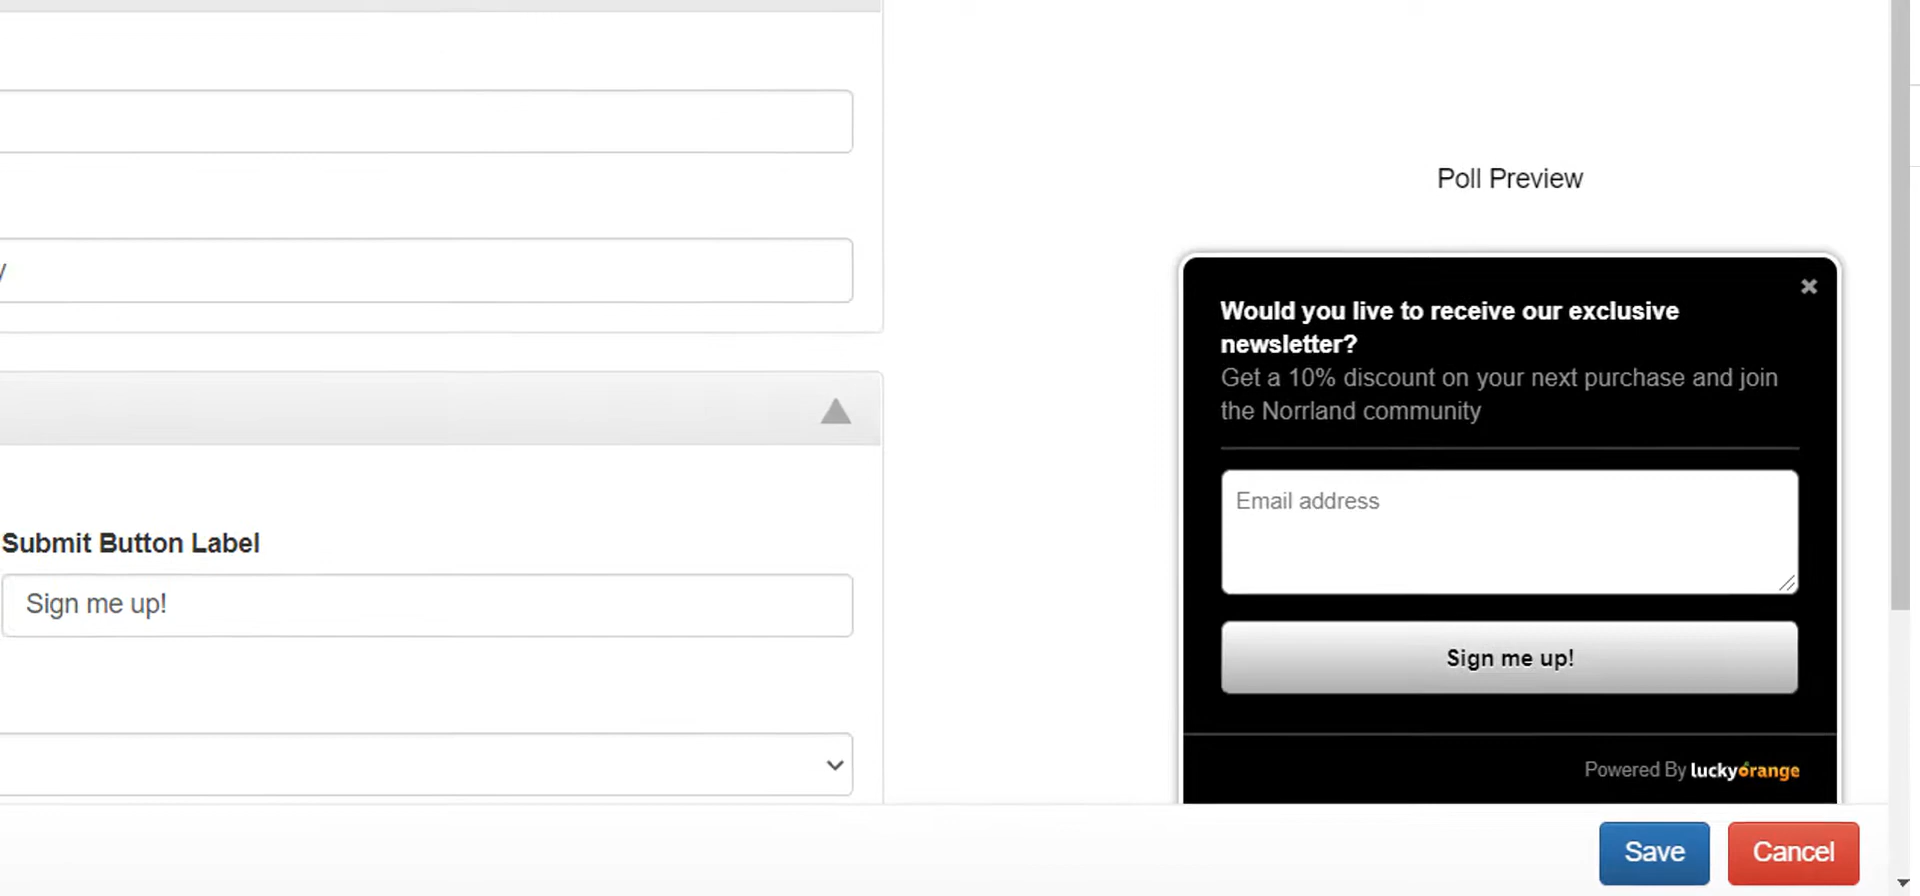 Poll Preview
Would you live to receive our exclusive
newsletter?
Get a 10% discount on your next purchase and join
the Norrland community
Email address
Submit Button Label
Sign me up!
Sign me up!
Powered By luckyorange
Save
Cancel